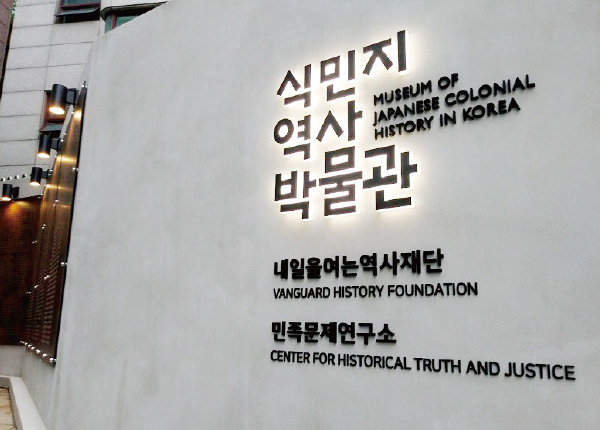 식민지
역사
박물관
MUSEUM OF
JAPANESE COLONIAL
HISTORY IN KOREA
내일을여는역사재단
VANGUARD HISTORY FOUNDATION
민족문제연구소
CENTER FOR HISTORICAL TRUTH AND JUSTICE